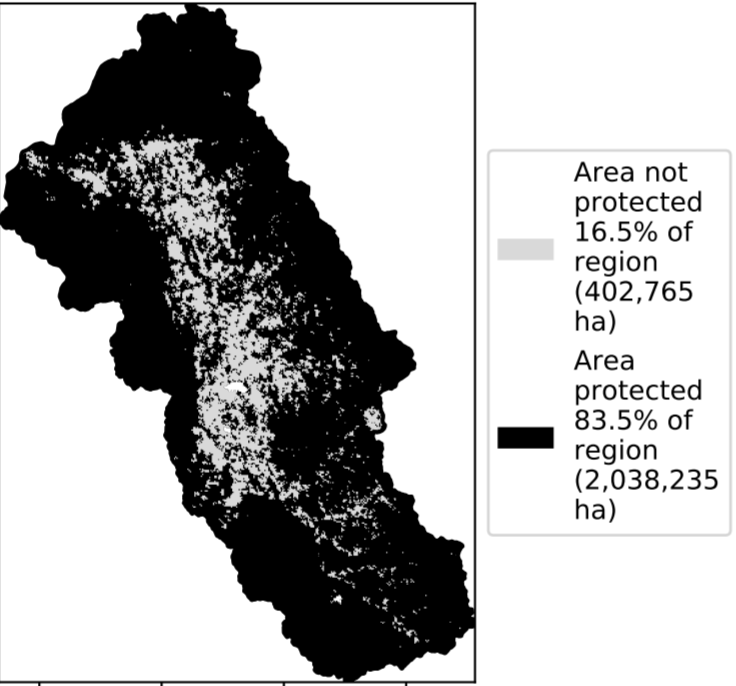 Area not
protected
16.5% of
region
(402,765
ha)
Area
protected
83.5% of
region
(2,038,235
ha)